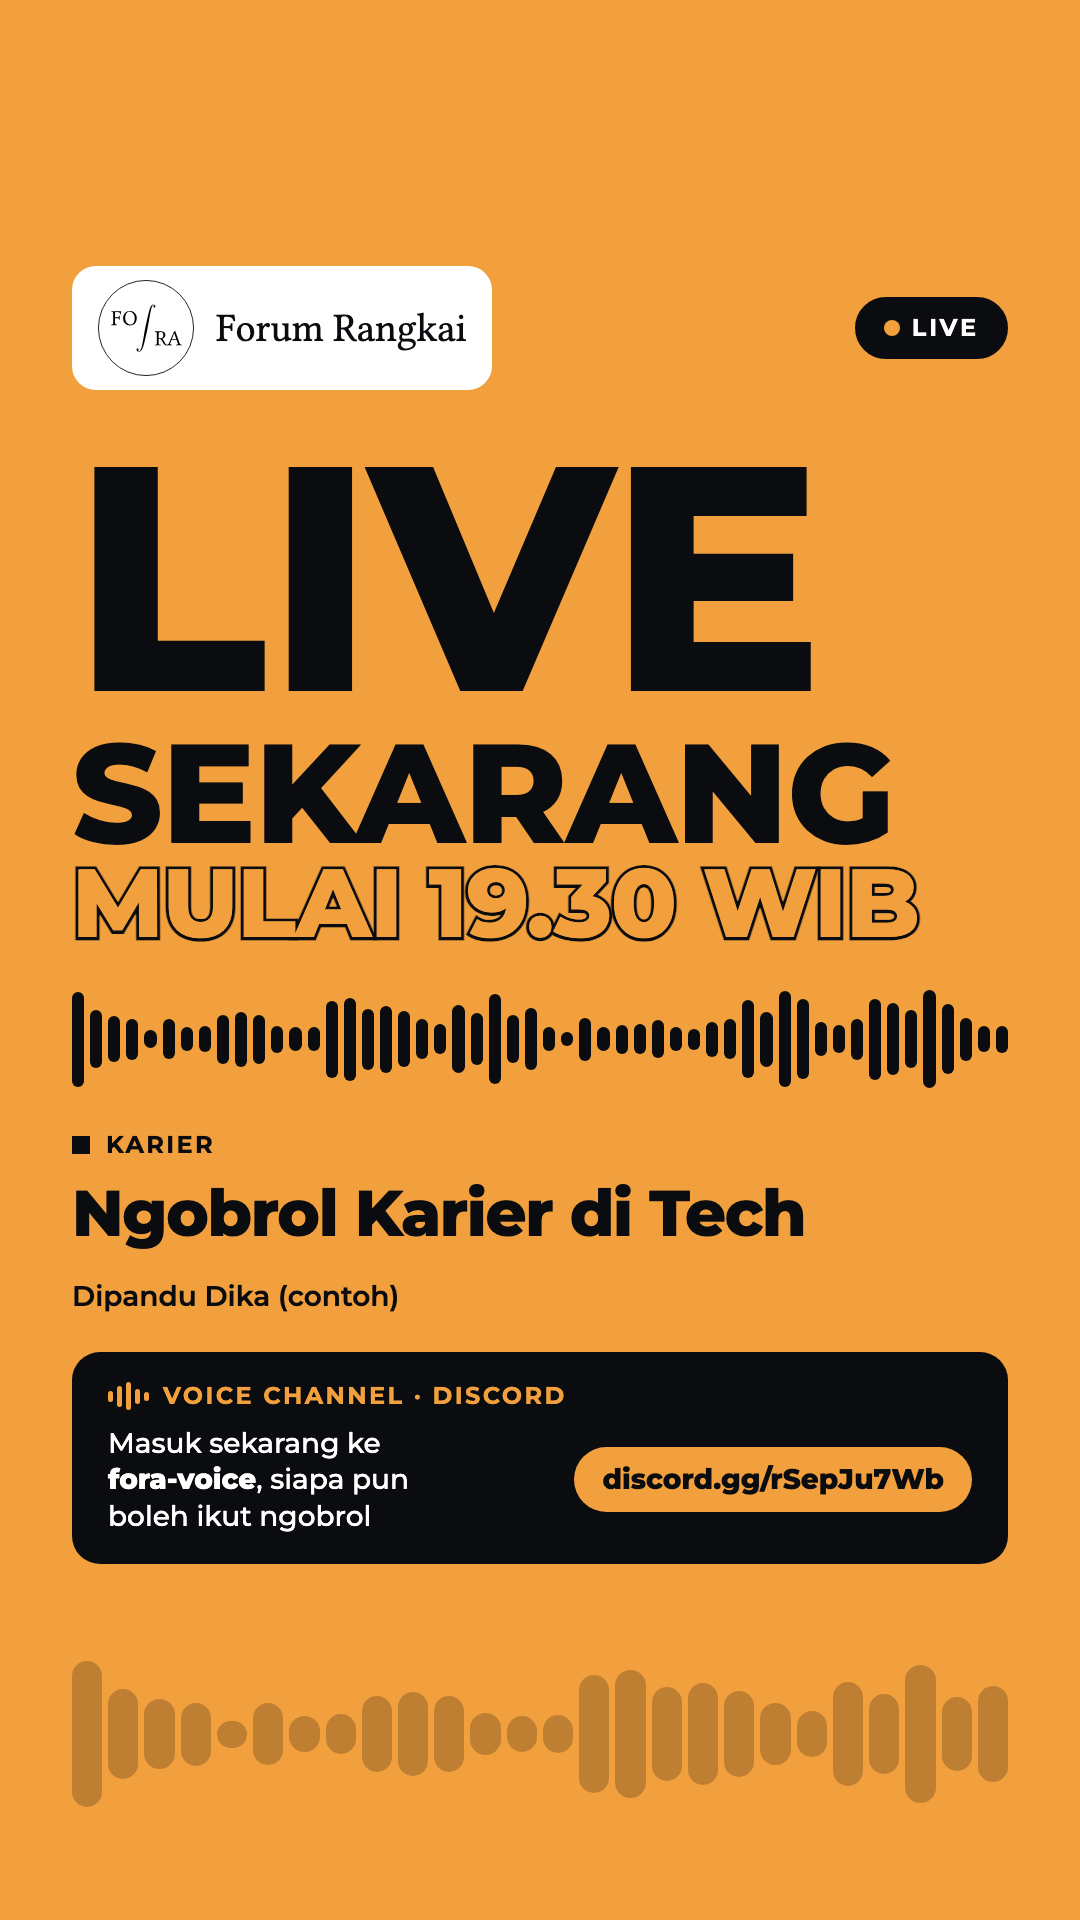 FO RA
Forum Rangkai
LIVE
LIVE
SEKARANG
MULAI 19.30 WIB
KARIER
Ngobrol Karier di Tech
Dipandu Dika (contoh)
VOICE CHANNEL · DISCORD
Masuk sekarang ke
fora-voice, siapa pun
boleh ikut ngobrol
discord.gg/rSepJu7Wb